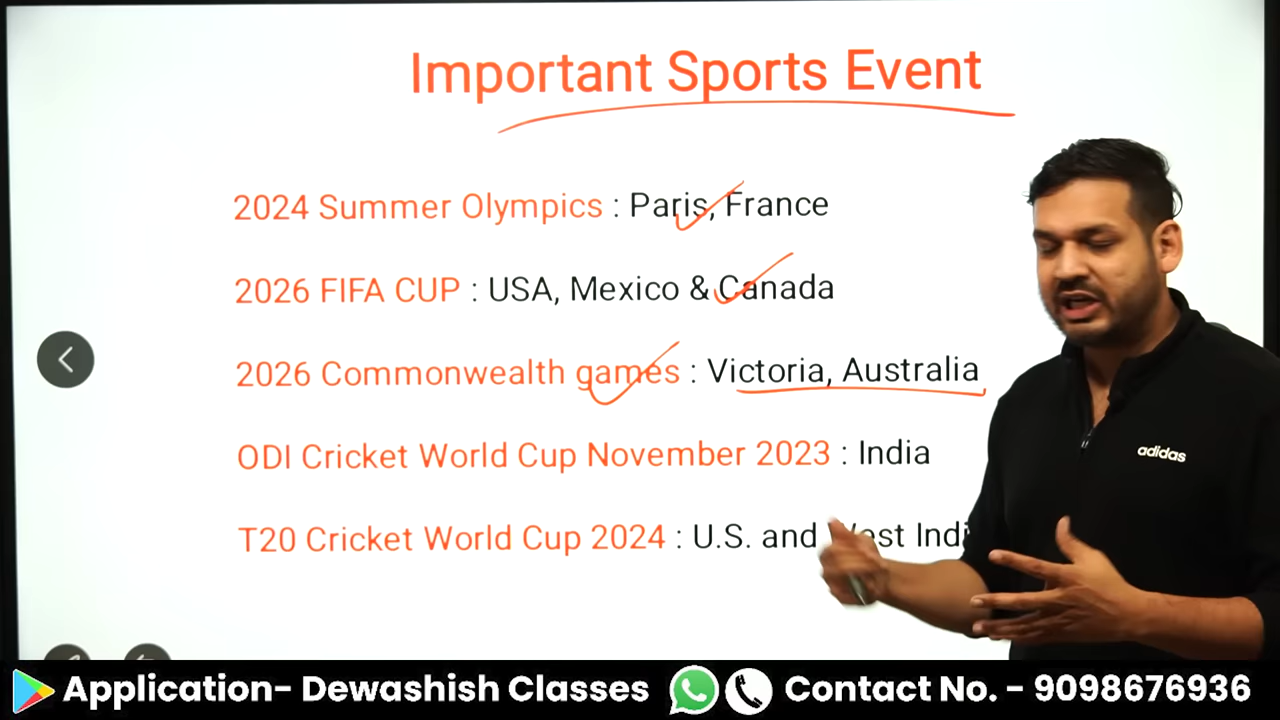 Important Sports Event
2024 Summer Olympics : Paris, France
2026 FIFA CUP : USA, Mexico & Canada
2026 Commonwealth games : Victoria, Australia
ODI Cricket World Cup November 2023 : India
T20 Cricket World Cup 2024 : U.S. and West Indi
adidas
Application- Dewashish Classes Contact No. - 9098676936